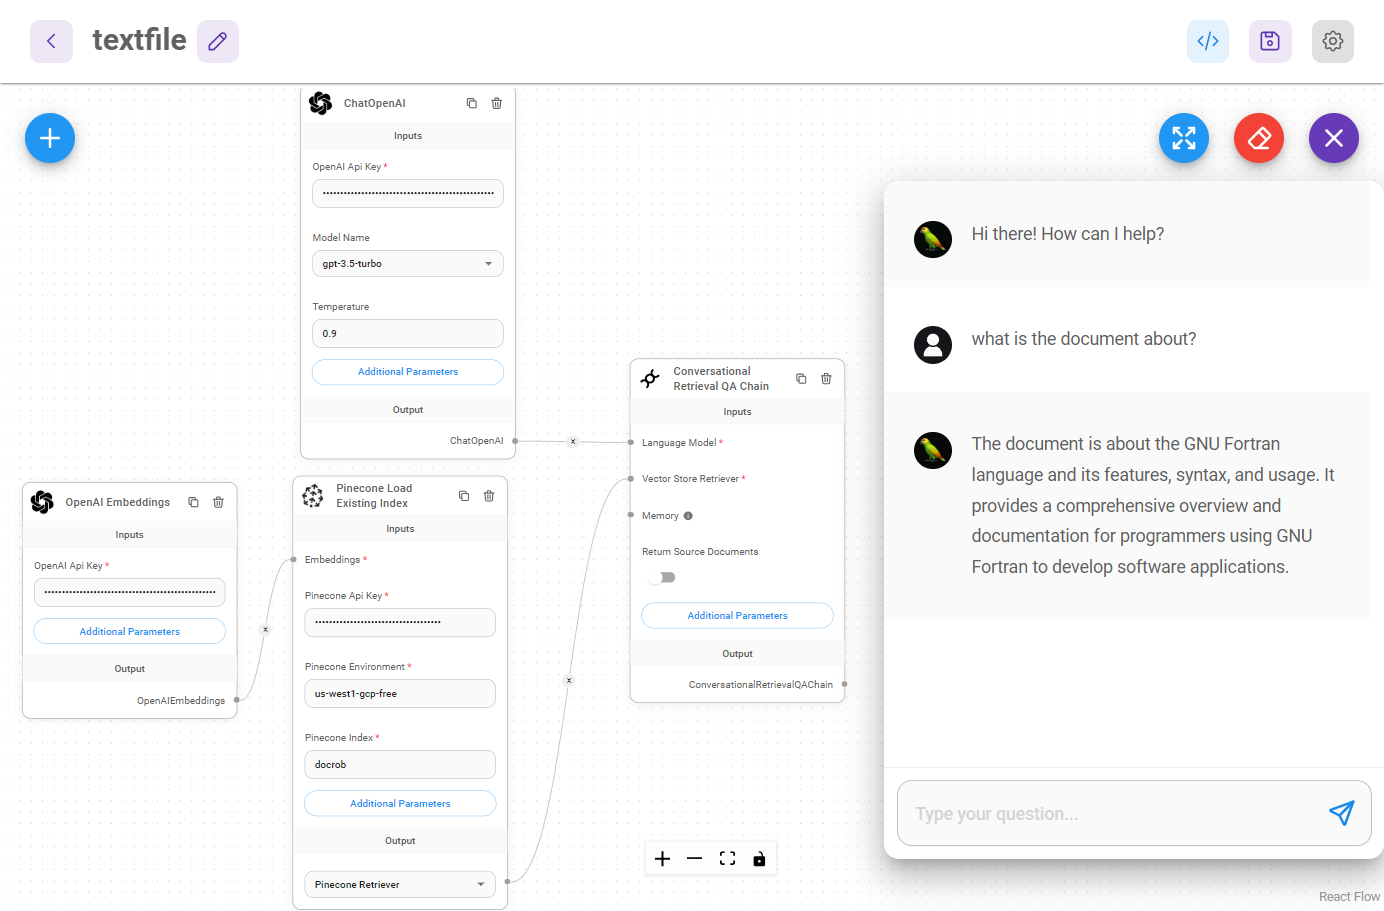 textfile
ChatOpenAI
Inputs
OpenAI Api Key *
••••••••••••••••••••••••••••••••••••••••••••••••••
Model Name
gpt-3.5-turbo
Temperature
0.9
Additional Parameters
Output
ChatOpenAI
OpenAI Embeddings
Inputs
OpenAI Api Key *
••••••••••••••••••••••••••••••••••••••••••••••••••
Additional Parameters
Output
OpenAIEmbeddings
Pinecone Load
Existing Index
Inputs
Embeddings *
Pinecone Api Key *
••••••••••••••••••••••••••••••••••••
Pinecone Environment *
us-west1-gcp-free
Pinecone Index *
docrob
Additional Parameters
Output
Pinecone Retriever
Conversational
Retrieval QA Chain
Inputs
Language Model *
Vector Store Retriever *
Memory
Return Source Documents
Additional Parameters
Output
ConversationalRetrievalQAChain
Hi there! How can I help?
what is the document about?
The document is about the GNU Fortran
language and its features, syntax, and usage. It
provides a comprehensive overview and
documentation for programmers using GNU
Fortran to develop software applications.
Type your question...
React Flow